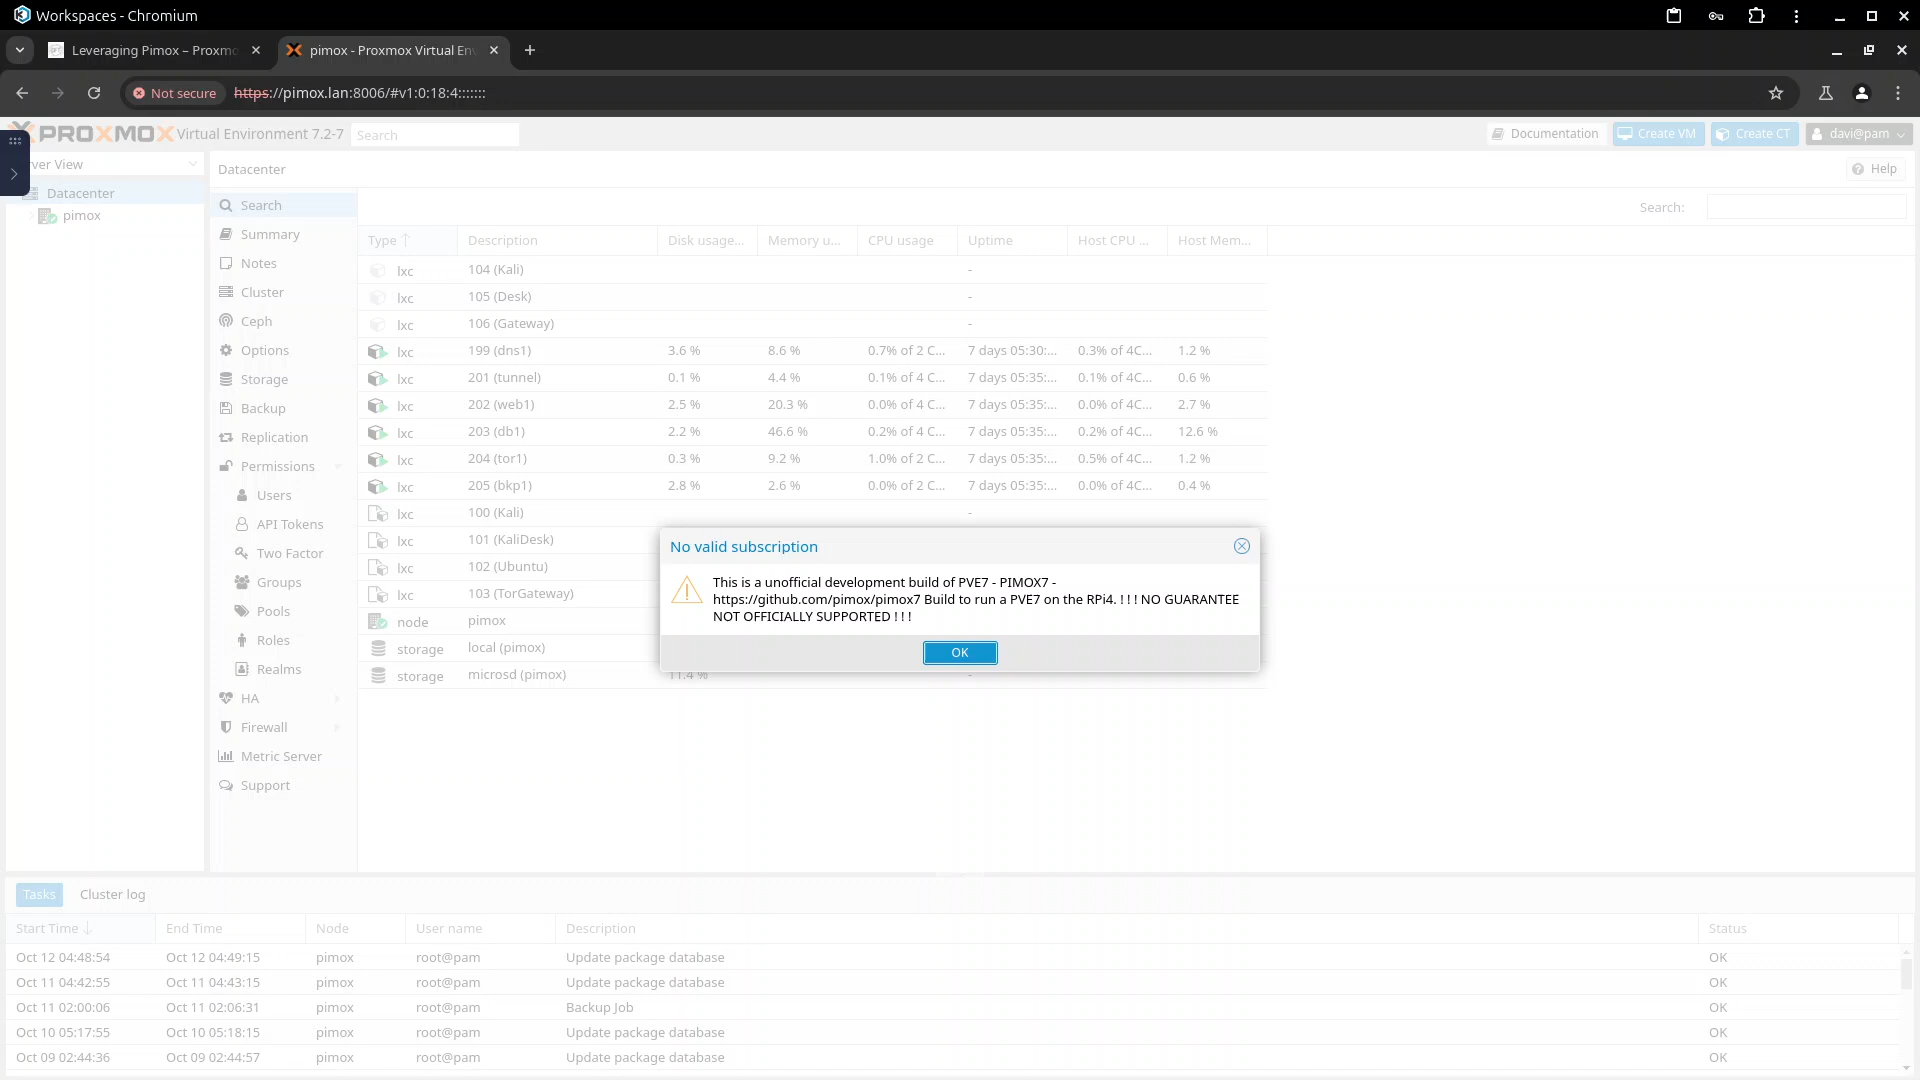 Workspaces - Chromium
Leveraging Pimox – Proxmo
pimox - Proxmox Virtual En
Not secure
https://pimox.lan:8006/#v1:0:18:4:::::::
PROXMOX Virtual Environment 7.2-7
Search
Documentation
Create VM
Create CT
davi@pam
rver View
Datacenter
pimox
Datacenter
Help
Search
Summary
Notes
Cluster
Ceph
Options
Storage
Backup
Replication
Permissions
Users
API Tokens
Two Factor
Groups
Pools
Roles
Realms
HA
Firewall
Metric Server
Support
Search:
Type Description Disk usage... Memory u... CPU usage Uptime Host CPU ... Host Mem...
lxc 104 (Kali) -
lxc 105 (Desk) -
lxc 106 (Gateway) -
lxc 199 (dns1) 3.6 % 8.6 % 0.7% of 2 C... 7 days 05:30:... 0.3% of 4C... 1.2 %
lxc 201 (tunnel) 0.1 % 4.4 % 0.1% of 4 C... 7 days 05:35:... 0.1% of 4C... 0.6 %
lxc 202 (web1) 2.5 % 20.3 % 0.0% of 4 C... 7 days 05:35:... 0.0% of 4C... 2.7 %
lxc 203 (db1) 2.2 % 46.6 % 0.2% of 4 C... 7 days 05:35:... 0.2% of 4C... 12.6 %
lxc 204 (tor1) 0.3 % 9.2 % 1.0% of 2 C... 7 days 05:35:... 0.5% of 4C... 1.2 %
lxc 205 (bkp1) 2.8 % 2.6 % 0.0% of 2 C... 7 days 05:35:... 0.0% of 4C... 0.4 %
lxc 100 (Kali) -
lxc 101 (KaliDesk)
lxc 102 (Ubuntu)
lxc 103 (TorGateway)
node pimox
storage local (pimox)
storage microsd (pimox) 11.4 % -
No valid subscription
This is a unofficial development build of PVE7 - PIMOX7 -
https://github.com/pimox/pimox7 Build to run a PVE7 on the RPi4. ! ! ! NO GUARANTEE
NOT OFFICIALLY SUPPORTED ! ! !
OK
Tasks
Cluster log
Start Time End Time Node User name Description Status
Oct 12 04:48:54 Oct 12 04:49:15 pimox root@pam Update package database OK
Oct 11 04:42:55 Oct 11 04:43:15 pimox root@pam Update package database OK
Oct 11 02:00:06 Oct 11 02:06:31 pimox root@pam Backup Job OK
Oct 10 05:17:55 Oct 10 05:18:15 pimox root@pam Update package database OK
Oct 09 02:44:36 Oct 09 02:44:57 pimox root@pam Update package database OK